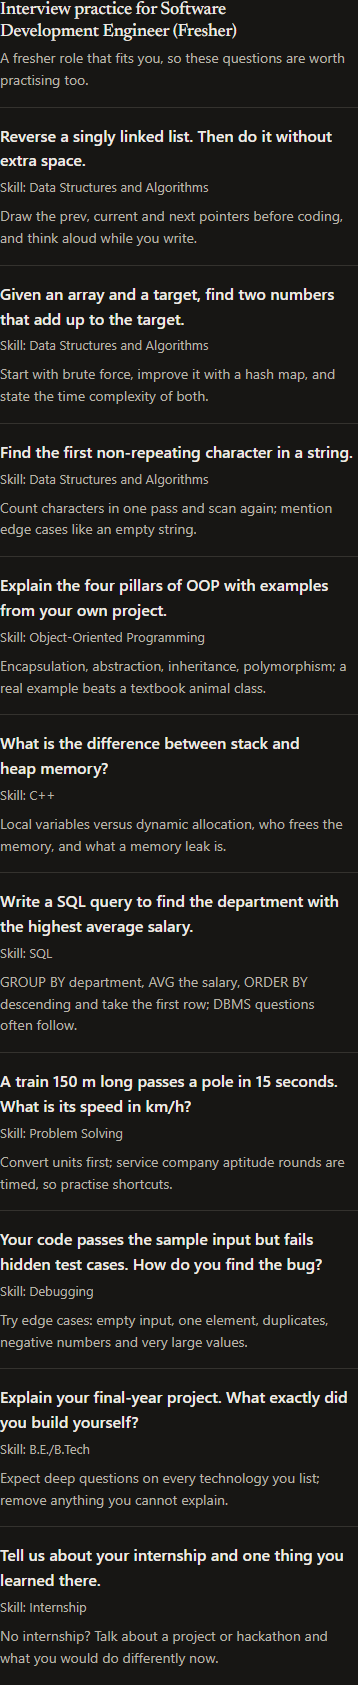 Interview practice for Software
Development Engineer (Fresher)
A fresher role that fits you, so these questions are worth
practising too.
Reverse a singly linked list. Then do it without
extra space.
Skill: Data Structures and Algorithms
Draw the prev, current and next pointers before coding,
and think aloud while you write.
Given an array and a target, find two numbers
that add up to the target.
Skill: Data Structures and Algorithms
Start with brute force, improve it with a hash map, and
state the time complexity of both.
Find the first non-repeating character in a string.
Skill: Data Structures and Algorithms
Count characters in one pass and scan again; mention
edge cases like an empty string.
Explain the four pillars of OOP with examples
from your own project.
Skill: Object-Oriented Programming
Encapsulation, abstraction, inheritance, polymorphism; a
real example beats a textbook animal class.
What is the difference between stack and
heap memory?
Skill: C++
Local variables versus dynamic allocation, who frees the
memory, and what a memory leak is.
Write a SQL query to find the department with
the highest average salary.
Skill: SQL
GROUP BY department, AVG the salary, ORDER BY
descending and take the first row; DBMS questions
often follow.
A train 150 m long passes a pole in 15 seconds.
What is its speed in km/h?
Skill: Problem Solving
Convert units first; service company aptitude rounds are
timed, so practise shortcuts.
Your code passes the sample input but fails
hidden test cases. How do you find the bug?
Skill: Debugging
Try edge cases: empty input, one element, duplicates,
negative numbers and very large values.
Explain your final-year project. What exactly did
you build yourself?
Skill: B.E./B.Tech
Expect deep questions on every technology you list;
remove anything you cannot explain.
Tell us about your internship and one thing you
learned there.
Skill: Internship
No internship? Talk about a project or hackathon and
what you would do differently now.